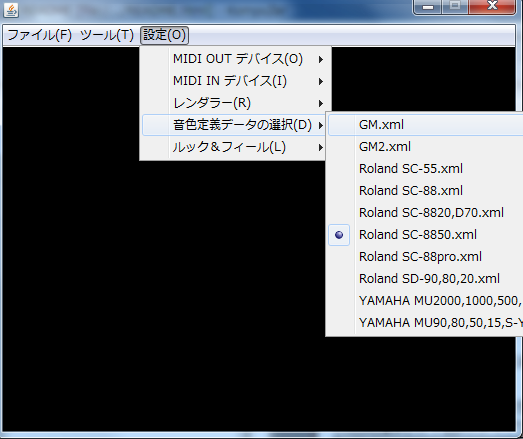 ファイル(F) ツール(T) 設定(O)
MIDI OUT デバイス(O)
MIDI IN デバイス(I)
レンダラー(R)
音色定義データの選択(D)
ルック＆フィール(L)
GM.xml
GM2.xml
Roland SC-55.xml
Roland SC-88.xml
Roland SC-8820,D70.xml
Roland SC-8850.xml
Roland SC-88pro.xml
Roland SD-90,80,20.xml
YAMAHA MU2000,1000,500,
YAMAHA MU90,80,50,15,S-Y